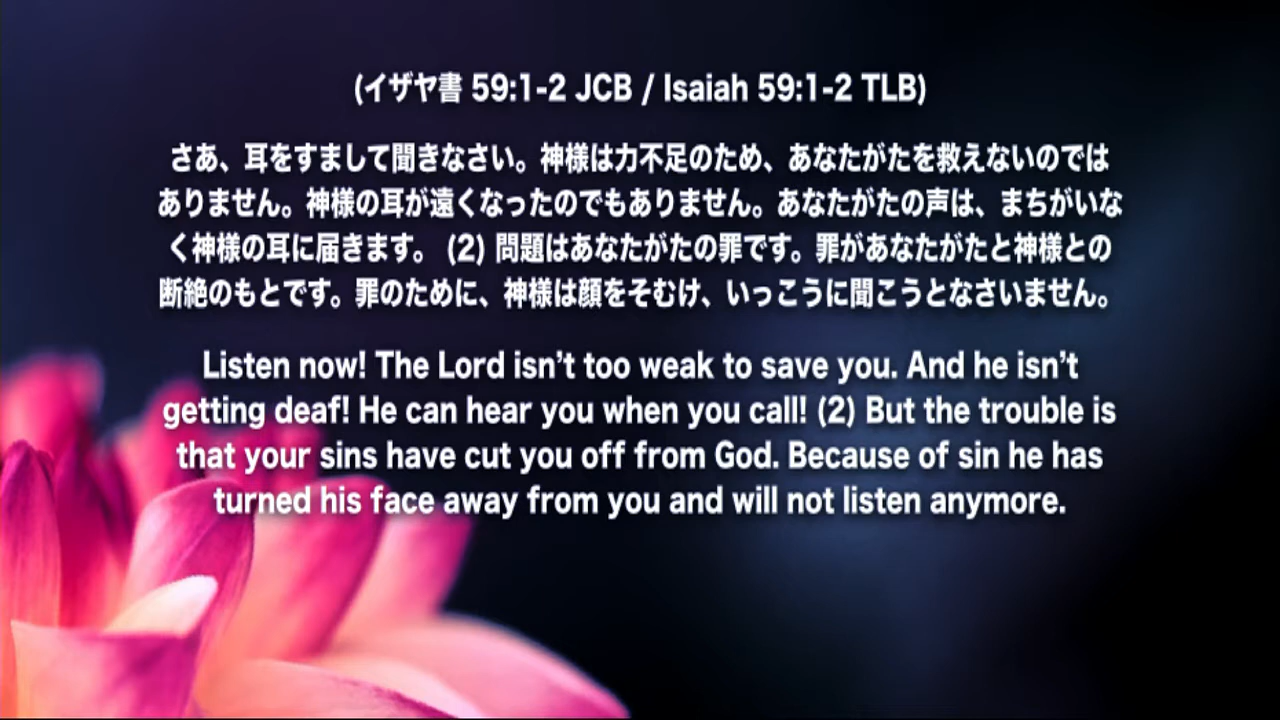 (イザヤ書 59:1-2 JCB / Isaiah 59:1-2 TLB)
さあ、耳をすまして聞きなさい。神様は力不足のため、あなたがたを救えないのでは
ありません。神様の耳が遠くなったのでもありません。あなたがたの声は、まちがいな
く神様の耳に届きます。 (2) 問題はあなたがたの罪です。罪があなたがたと神様との
断絶のもとです。罪のために、神様は顔をそむけ、いっこうに聞こうとなさいません。
Listen now! The Lord isn’t too weak to save you. And he isn’t
getting deaf! He can hear you when you call! (2) But the trouble is
that your sins have cut you off from God. Because of sin he has
turned his face away from you and will not listen anymore.